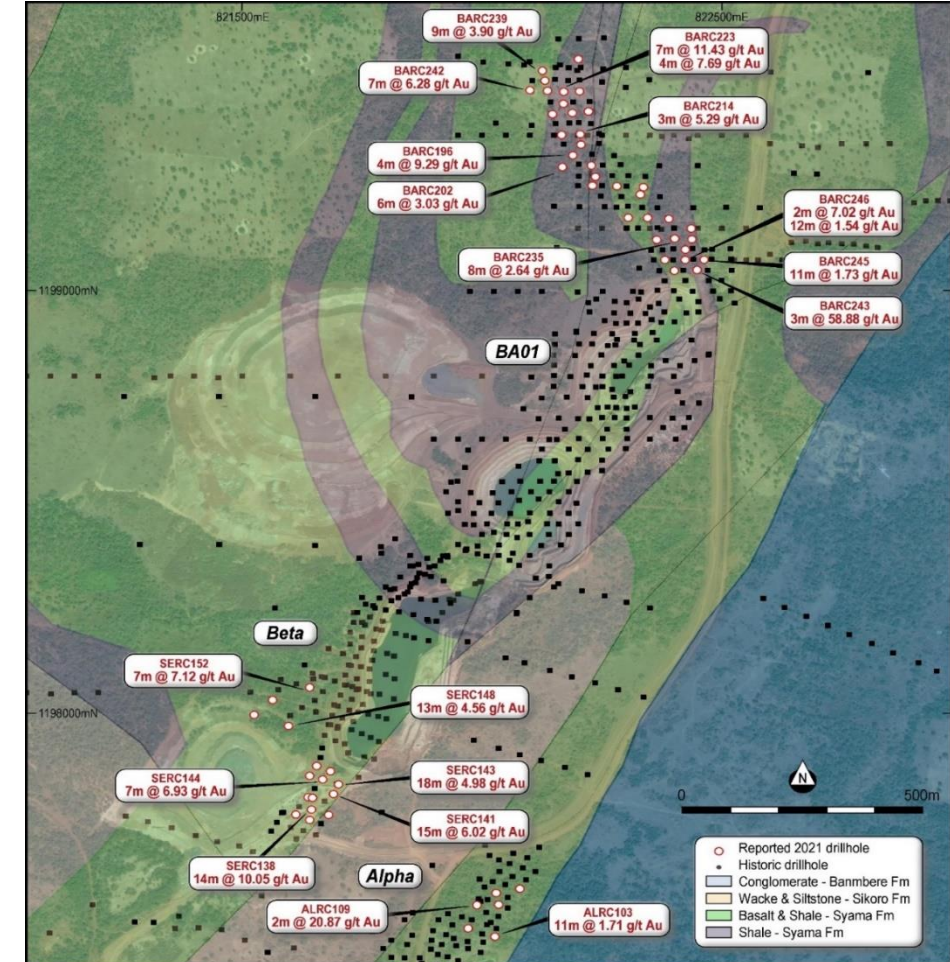 821500mE
822500mE
BARC239
9m @ 3.90 g/t Au
BARC223
7m @ 11.43 g/t Au
4m @ 7.69 g/t Au
BARC242
7m @ 6.28 g/t Au
BARC214
3m @ 5.29 g/t Au
BARC196
4m @ 9.29 g/t Au
BARC202
6m @ 3.03 g/t Au
BARC246
2m @ 7.02 g/t Au
12m @ 1.54 g/t Au
BARC235
8m @ 2.64 g/t Au
BARC245
11m @ 1.73 g/t Au
1199000mN
BARC243
3m @ 58.88 g/t Au
BA01
Beta
SERC152
7m @ 7.12 g/t Au
SERC148
13m @ 4.56 g/t Au
1198000mN
SERC144
7m @ 6.93 g/t Au
SERC143
18m @ 4.98 g/t Au
N
0
500m
SERC141
15m @ 6.02 g/t Au
SERC138
14m @ 10.05 g/t Au
Alpha
ALRC109
2m @ 20.87 g/t Au
ALRC103
11m @ 1.71 g/t Au
Reported 2021 drillhole
Historic drillhole
Conglomerate - Banmbere Fm
Wacke & Siltstone - Sikoro Fm
Basalt & Shale - Syama Fm
Shale - Syama Fm